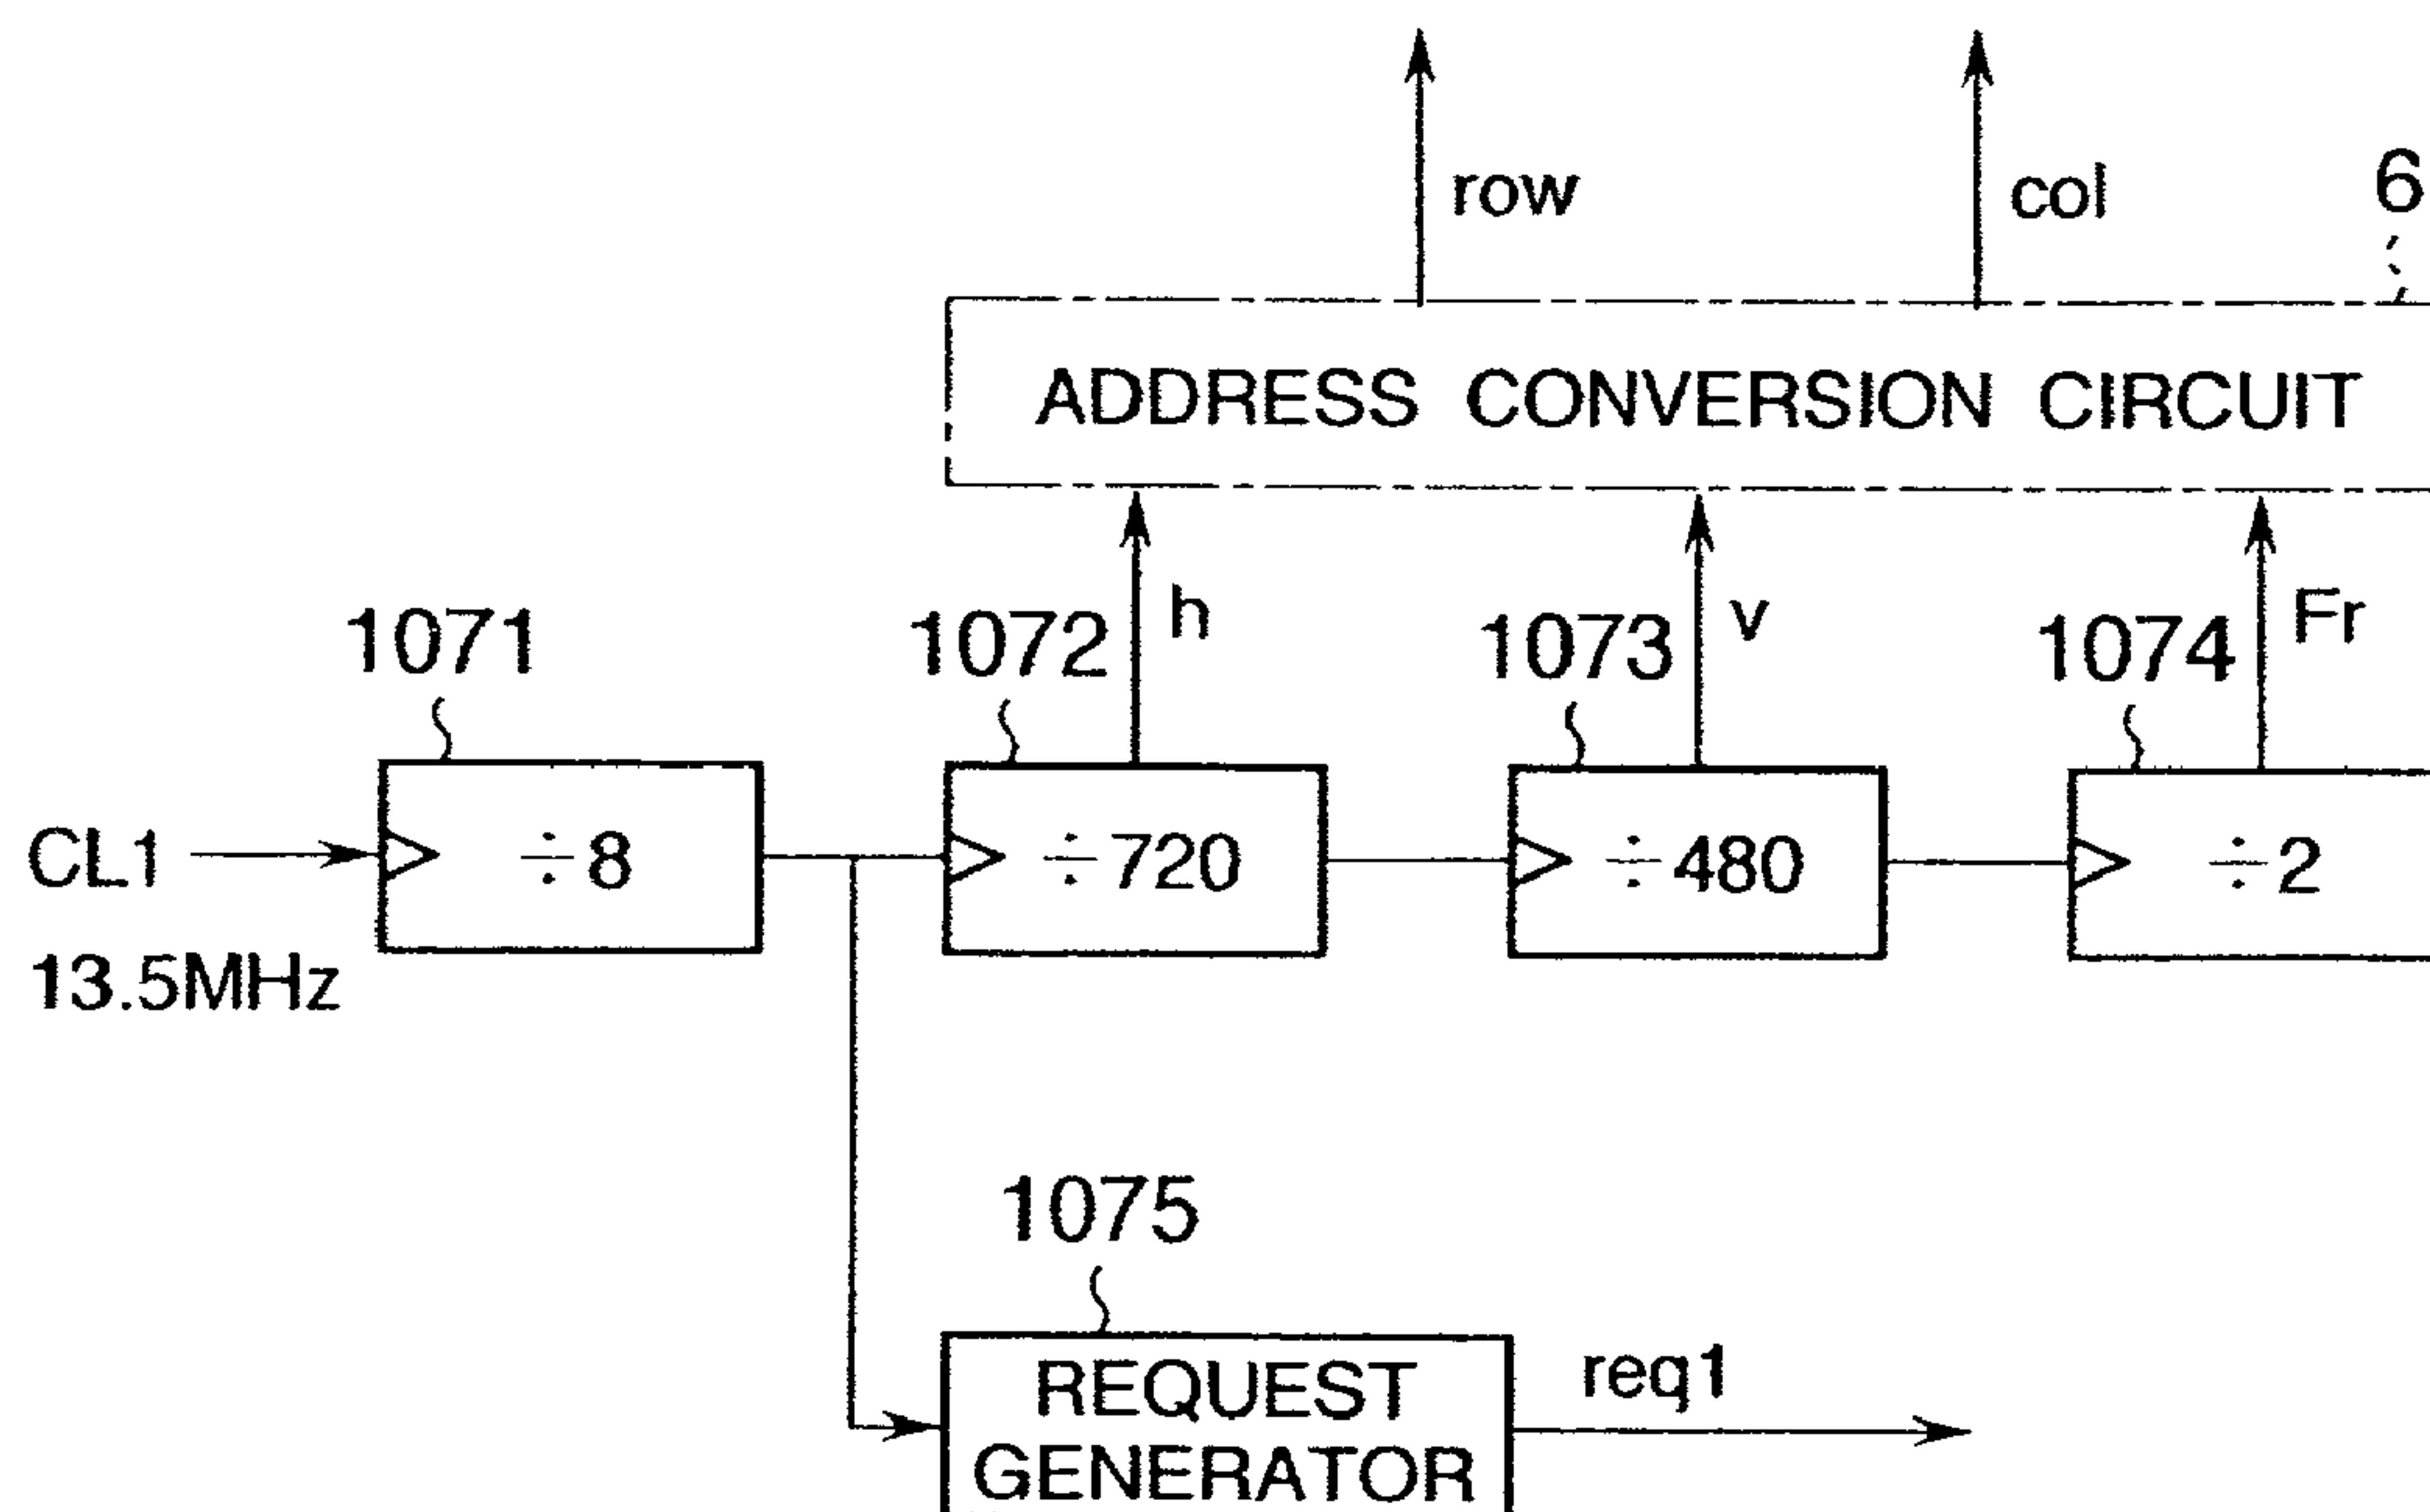 row
col
6
ADDRESS CONVERSION CIRCUIT
h
v
Fr
1071
1072
1073
1074
CL1
÷8
÷720
÷480
÷2
13.5MHz
1075
REQUEST
GENERATOR
req1